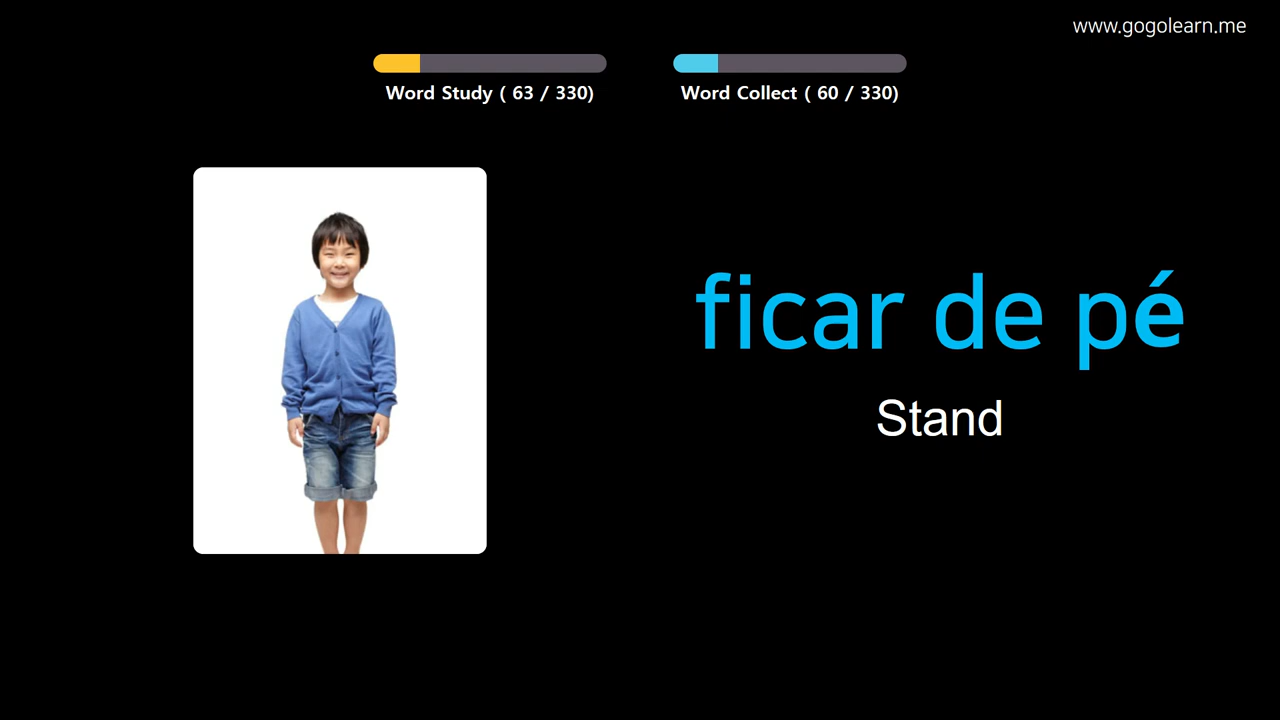 www.gogolearn.me
Word Study ( 63 / 330)
Word Collect ( 60 / 330)
ficar de pé
Stand